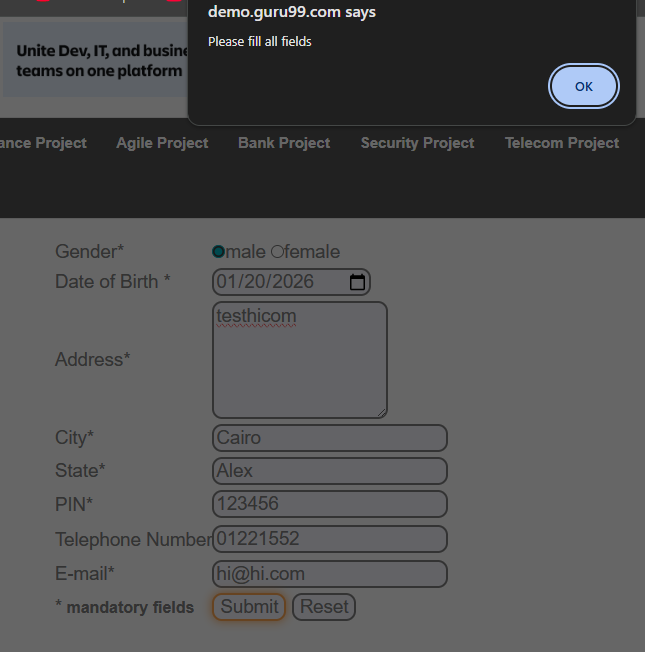 demo.guru99.com says
Please fill all fields
OK
Unite Dev, IT, and
teams on one platform
Project Agile Project Bank Project Security Project Telecom Project
Gender* male female
Date of Birth * 01/20/2026
Address* testhicom
City* Cairo
State* Alex
PIN* 123456
Telephone Number 01221552
E-mail* hi@hi.com
* mandatory fields Submit Reset